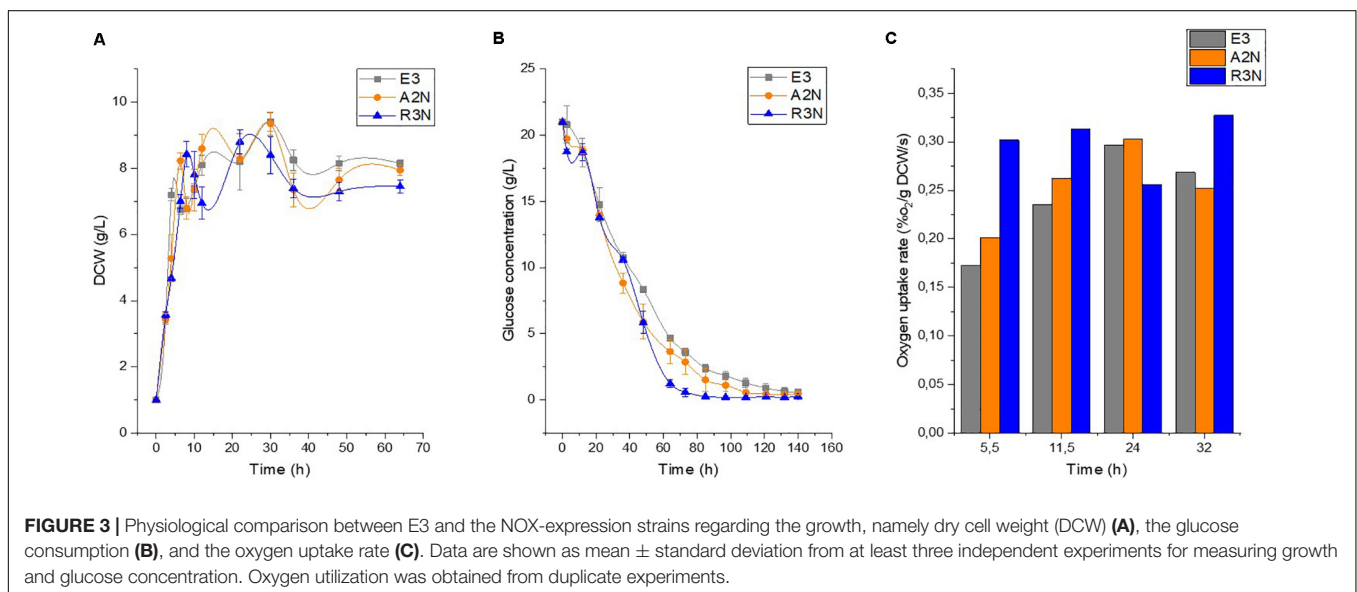 A
E3
A2N
R3N
10
8
6
4
2
0
DCW (g/L)
0 10 20 30 40 50 60 70
Time (h)
B
E3
A2N
R3N
25
20
15
10
5
0
Glucose concentration (g/L)
0 20 40 60 80 100 120 140 160
Time (h)
C
E3
A2N
R3N
0,35
0,30
0,25
0,20
0,15
0,10
0,05
0,00
Oxygen uptake rate (%o₂/g DCW/s)
5,5 11,5 24 32
Time (h)
FIGURE 3 | Physiological comparison between E3 and the NOX-expression strains regarding the growth, namely dry cell weight (DCW) (A), the glucose
consumption (B), and the oxygen uptake rate (C). Data are shown as mean ± standard deviation from at least three independent experiments for measuring growth
and glucose concentration. Oxygen utilization was obtained from duplicate experiments.